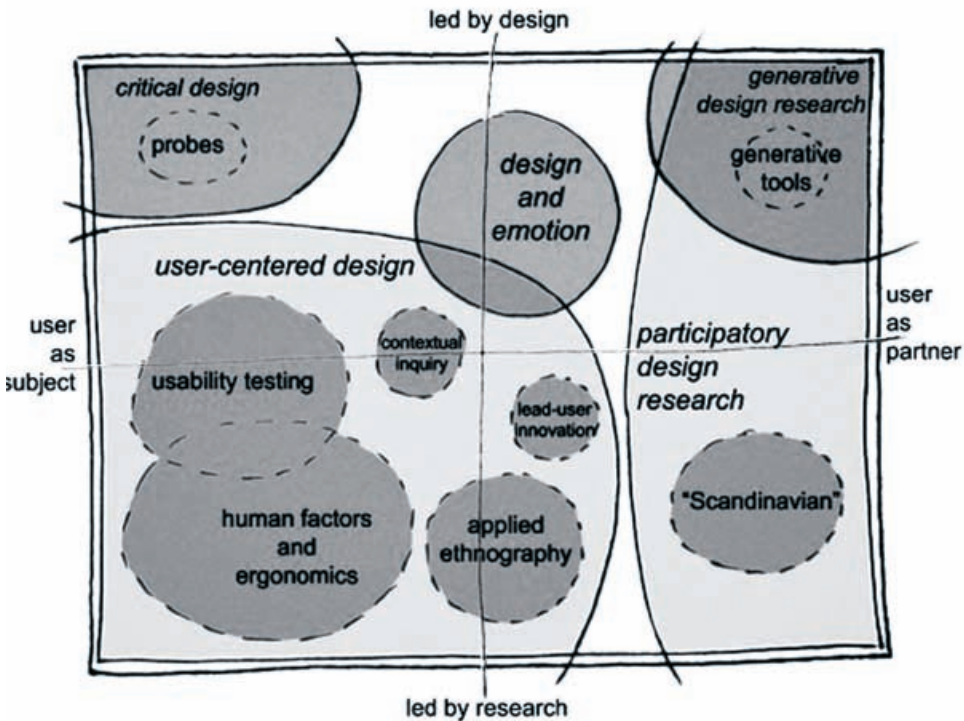 led by design
critical design
probes
generative
design research
generative
tools
design
and
emotion
user-centered design
user
as
subject
usability testing
contextual
inquiry
lead-user
innovation
participatory
design
research
user
as
partner
human factors
and
ergonomics
applied
ethnography
"Scandinavian"
led by research